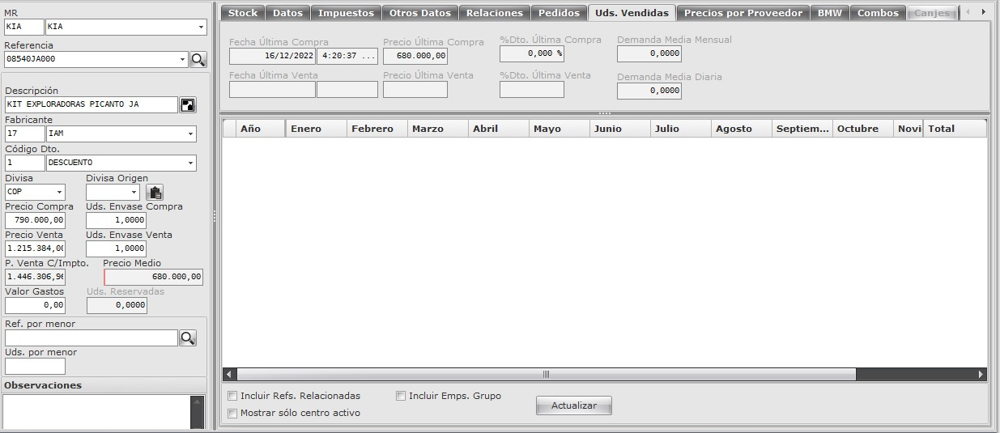 MR
KIA KIA
Referencia
08540JA000
Descripción
KIT EXPLORADORAS PICANTO JA
Fabricante
17 IAM
Código Dto.
1 DESCUENTO
Divisa Divisa Origen
COP
Precio Compra Uds. Envase Compra
790.000,00 1,0000
Precio Venta Uds. Envase Venta
1.215.384,0 1,0000
P. Venta C/Impto. Precio Medio
1.446.306,9 680.000,00
Valor Gastos Uds. Reservadas
0,00 0,0000
Ref. por menor
Uds. por menor
Observaciones
Stock Datos Impuestos Otros Datos Relaciones Pedidos Uds. Vendidas Precios por Proveedor BMW Combos Canjes
Fecha Última Compra Precio Última Compra %Dto. Última Compra Demanda Media Mensual
16/12/2022 4:20:37 ... 680.000,00 0,000 % 0,0000
Fecha Última Venta Precio Última Venta %Dto. Última Venta Demanda Media Diaria
0,0000
Año Enero Febrero Marzo Abril Mayo Junio Julio Agosto Septiem... Octubre Novi Total
Incluir Refs. Relacionadas Incluir Emps. Grupo
Mostrar sólo centro activo
Actualizar